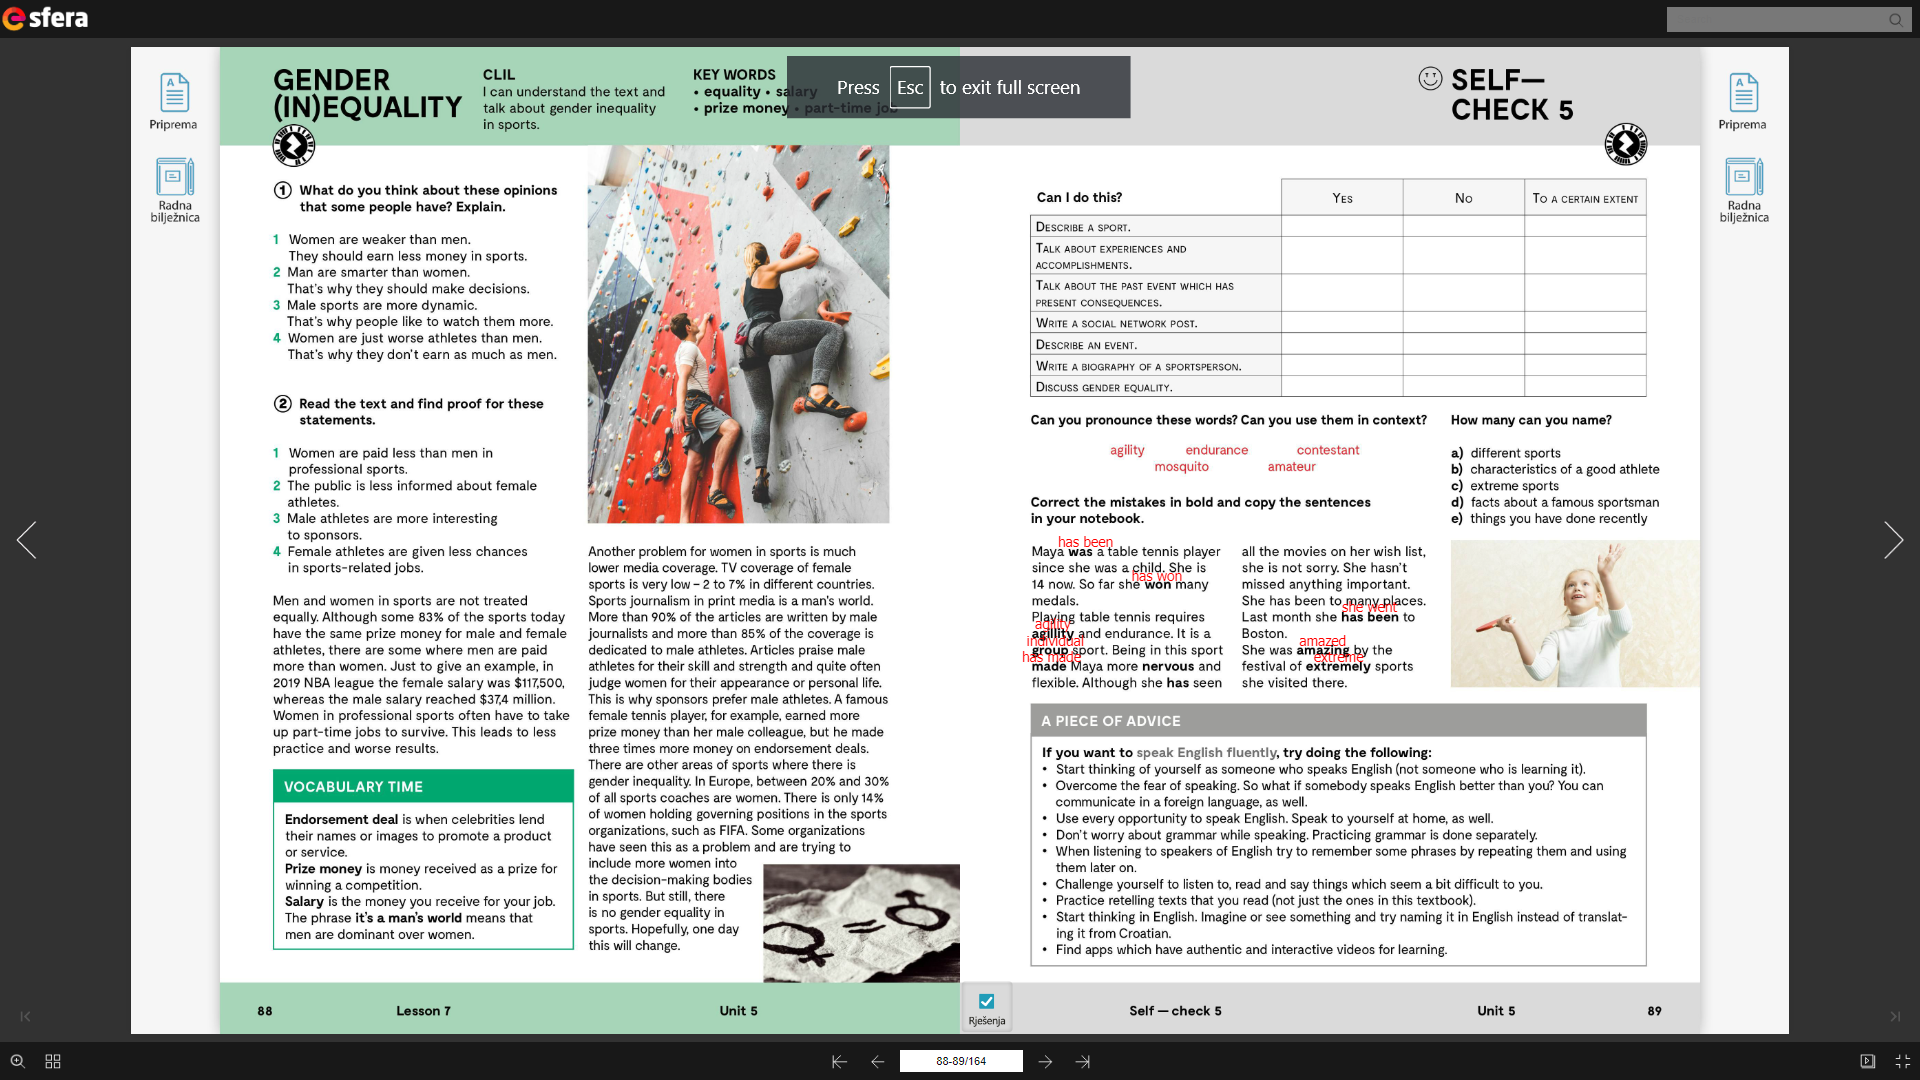 sfera
Press Esc to exit full screen
Priprema
Radna
bilježnica
GENDER
(IN)EQUALITY
CLIL
I can understand the text and
talk about gender inequality
in sports.
KEY WORDS
• equality • salary
• prize money • part-time job
1 What do you think about these opinions
that some people have? Explain.
1 Women are weaker than men.
They should earn less money in sports.
2 Man are smarter than women.
That's why they should make decisions.
3 Male sports are more dynamic.
That's why people like to watch them more.
4 Women are just worse athletes than men.
That's why they don't earn as much as men.
2 Read the text and find proof for these
statements.
1 Women are paid less than men in
professional sports.
2 The public is less informed about female
athletes.
3 Male athletes are more interesting
to sponsors.
4 Female athletes are given less chances
in sports-related jobs.
Men and women in sports are not treated
equally. Although some 83% of the sports today
have the same prize money for male and female
athletes, there are some where men are paid
more than women. Just to give an example, in
2019 NBA league the female salary was $117,500,
whereas the male salary reached $37,4 million.
Women in professional sports often have to take
up part-time jobs to survive. This leads to less
practice and worse results.
VOCABULARY TIME
Endorsement deal is when celebrities lend
their names or images to promote a product
or service.
Prize money is money received as a prize for
winning a competition.
Salary is the money you receive for your job.
The phrase it's a man's world means that
men are dominant over women.
Another problem for women in sports is much
lower media coverage. TV coverage of female
sports is very low – 2 to 7% in different countries.
Sports journalism in print media is a man's world.
More than 90% of the articles are written by male
journalists and more than 85% of the coverage is
dedicated to male athletes. Articles praise male
athletes for their skill and strength and quite often
judge women for their appearance or personal life.
This is why sponsors prefer male athletes. A famous
female tennis player, for example, earned more
prize money than her male colleague, but he made
three times more money on endorsement deals.
There are other areas of sports where there is
gender inequality. In Europe, between 20% and 30%
of all sports coaches are women. There is only 14%
of women holding governing positions in the sports
organizations, such as FIFA. Some organizations
have seen this as a problem and are trying to
include more women into
the decision-making bodies
in sports. But still, there
is no gender equality in
sports. Hopefully, one day
this will change.
88 Lesson 7 Unit 5
SELF—
CHECK 5
Can I do this? YES NO TO A CERTAIN EXTENT
DESCRIBE A SPORT.
TALK ABOUT EXPERIENCES AND
ACCOMPLISHMENTS.
TALK ABOUT THE PAST EVENT WHICH HAS
PRESENT CONSEQUENCES.
WRITE A SOCIAL NETWORK POST.
DESCRIBE AN EVENT.
WRITE A BIOGRAPHY OF A SPORTSPERSON.
DISCUSS GENDER EQUALITY.
Can you pronounce these words? Can you use them in context?
agility endurance contestant
mosquito amateur
How many can you name?
a) different sports
b) characteristics of a good athlete
c) extreme sports
d) facts about a famous sportsman
e) things you have done recently
Correct the mistakes in bold and copy the sentences
in your notebook.
has been
Maya was a table tennis player
since she was a child. She is
has won
14 now. So far she won many
medals.
Playing table tennis requires
agility
agillity and endurance. It is a
individual
group sport. Being in this sport
has made
made Maya more nervous and
flexible. Although she has seen
all the movies on her wish list,
she is not sorry. She hasn't
missed anything important.
She has been to many places.
she went
Last month she has been to
Boston.
amazed
She was amazing by the
extreme
festival of extremely sports
she visited there.
A PIECE OF ADVICE
If you want to speak English fluently, try doing the following:
• Start thinking of yourself as someone who speaks English (not someone who is learning it).
• Overcome the fear of speaking. So what if somebody speaks English better than you? You can
communicate in a foreign language, as well.
• Use every opportunity to speak English. Speak to yourself at home, as well.
• Don't worry about grammar while speaking. Practicing grammar is done separately.
• When listening to speakers of English try to remember some phrases by repeating them and using
them later on.
• Challenge yourself to listen to, read and say things which seem a bit difficult to you.
• Practice retelling texts that you read (not just the ones in this textbook).
• Start thinking in English. Imagine or see something and try naming it in English instead of translat-
ing it from Croatian.
• Find apps which have authentic and interactive videos for learning.
Rješenja
Self — check 5 Unit 5 89
Priprema
Radna
bilježnica
88-89/164